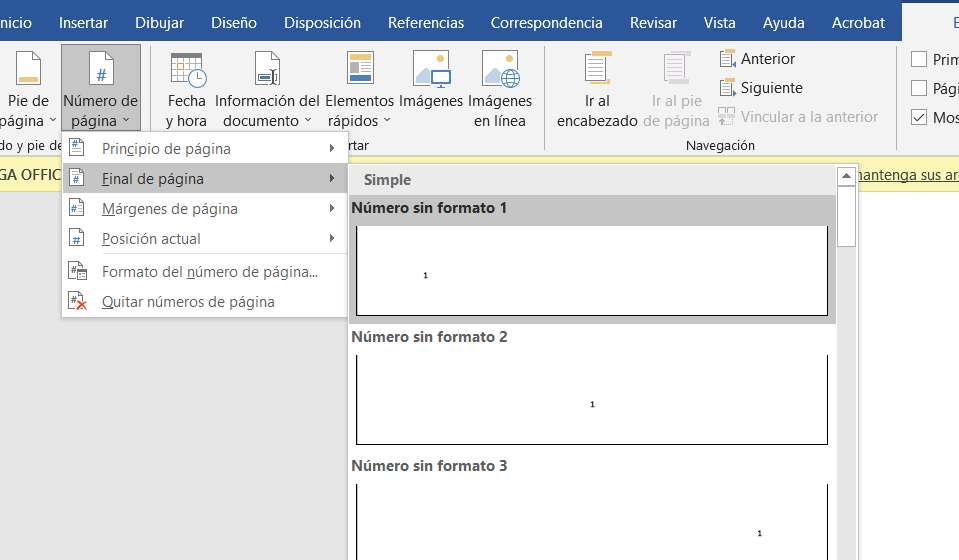 nicio Insertar Dibujar Diseño Disposición Referencias Correspondencia Revisar Vista Ayuda Acrobat E
Pie de página
Número de página
Fecha y hora
Información del documento
Elementos rápidos
Imágenes
Imágenes en línea
Ir al encabezado
Ir al pie de página
Anterior
Siguiente
Vincular a la anterior
Prim
Pági
Mos
do y pie de
rtar
Navegación
GA OFFIC
mantenga sus ar
Principio de página
Final de página
Márgenes de página
Posición actual
Formato del número de página...
Quitar números de página
Simple
Número sin formato 1
1
Número sin formato 2
1
Número sin formato 3
1